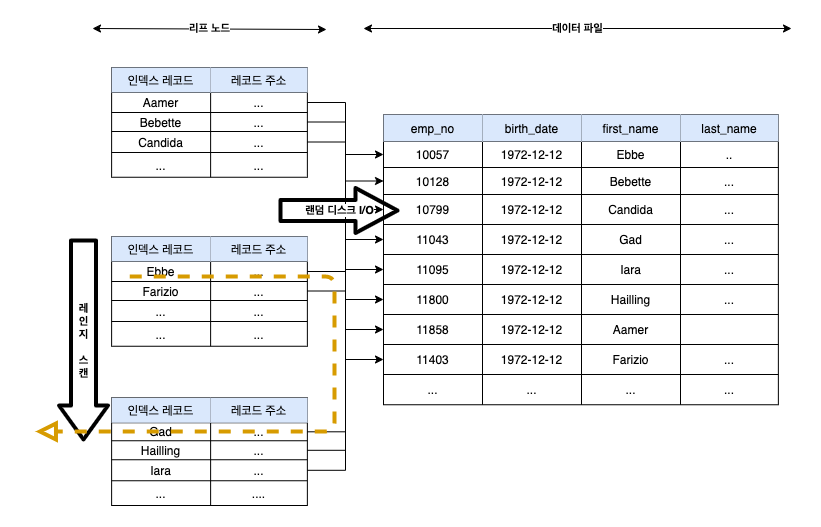 리프 노드
데이터 파일
인덱스 레코드 레코드 주소
Aamer ...
Bebette ...
Candida ...
... ...
emp_no birth_date first_name last_name
10057 1972-12-12 Ebbe ..
10128 1972-12-12 Bebette ...
10799 1972-12-12 Candida ...
11043 1972-12-12 Gad ...
11095 1972-12-12 Iara ...
11800 1972-12-12 Hailling ...
11858 1972-12-12 Aamer
11403 1972-12-12 Farizio ...
... ... ... ...
랜덤 디스크 I/O
레인지 스캔
인덱스 레코드 레코드 주소
Ebbe ...
Farizio ...
... ...
... ...
인덱스 레코드 레코드 주소
Gad ...
Hailling ...
Iara ...
... ....